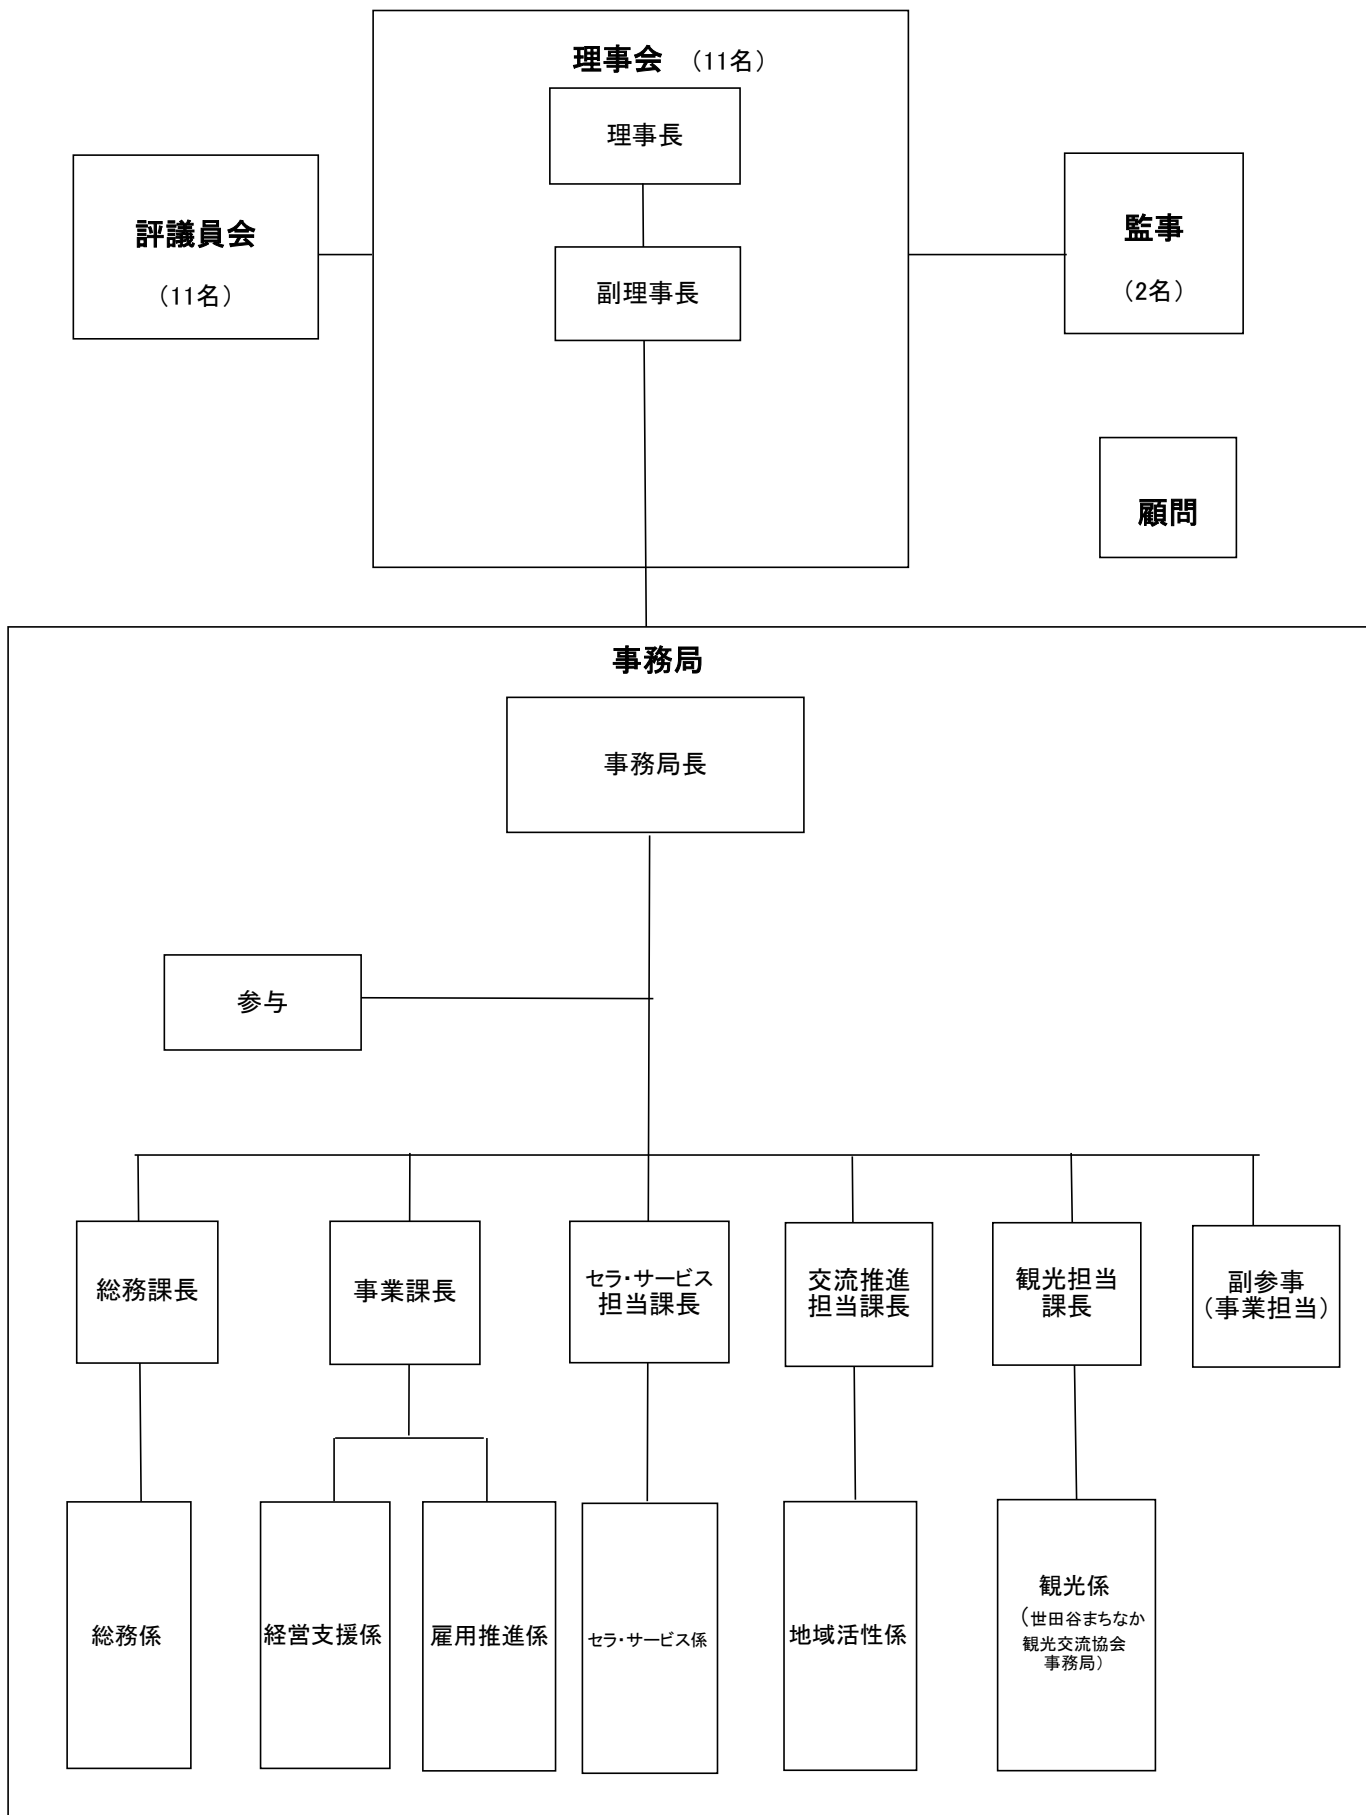 理事会 （11名）
理事長
評議員会
（11名）
副理事長
監事
（2名）
顧問
事務局
事務局長
参与
総務課長
事業課長
セラ・サービス
担当課長
交流推進
担当課長
観光担当
課長
副参事
（事業担当）
総務係
経営支援係
雇用推進係
セラ・サービス係
地域活性係
観光係
（世田谷まちなか
観光交流協会
事務局）